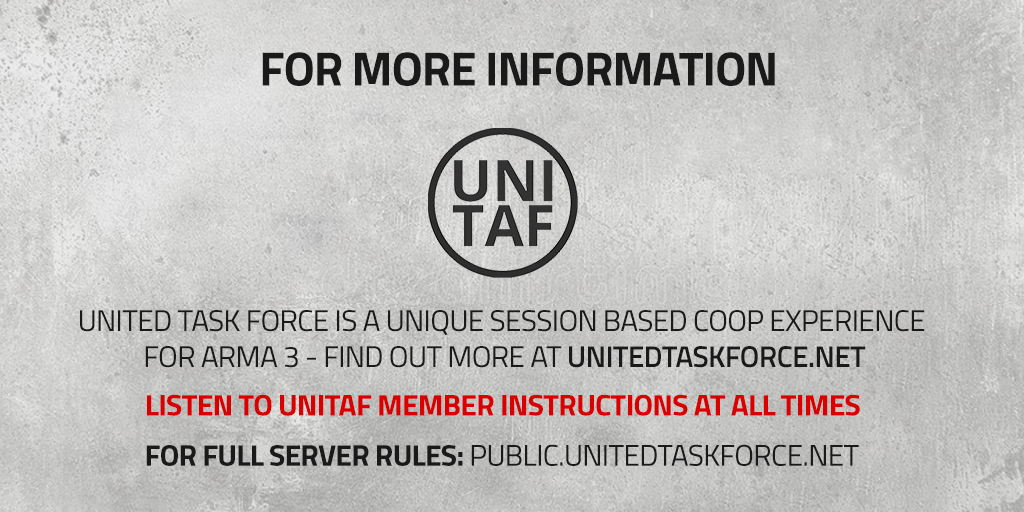 FOR MORE INFORMATION
UNI
TAF
UNITED TASK FORCE IS A UNIQUE SESSION BASED COOP EXPERIENCE
FOR ARMA 3 - FIND OUT MORE AT UNITEDTASKFORCE.NET
LISTEN TO UNITAF MEMBER INSTRUCTIONS AT ALL TIMES
FOR FULL SERVER RULES: PUBLIC.UNITEDTASKFORCE.NET